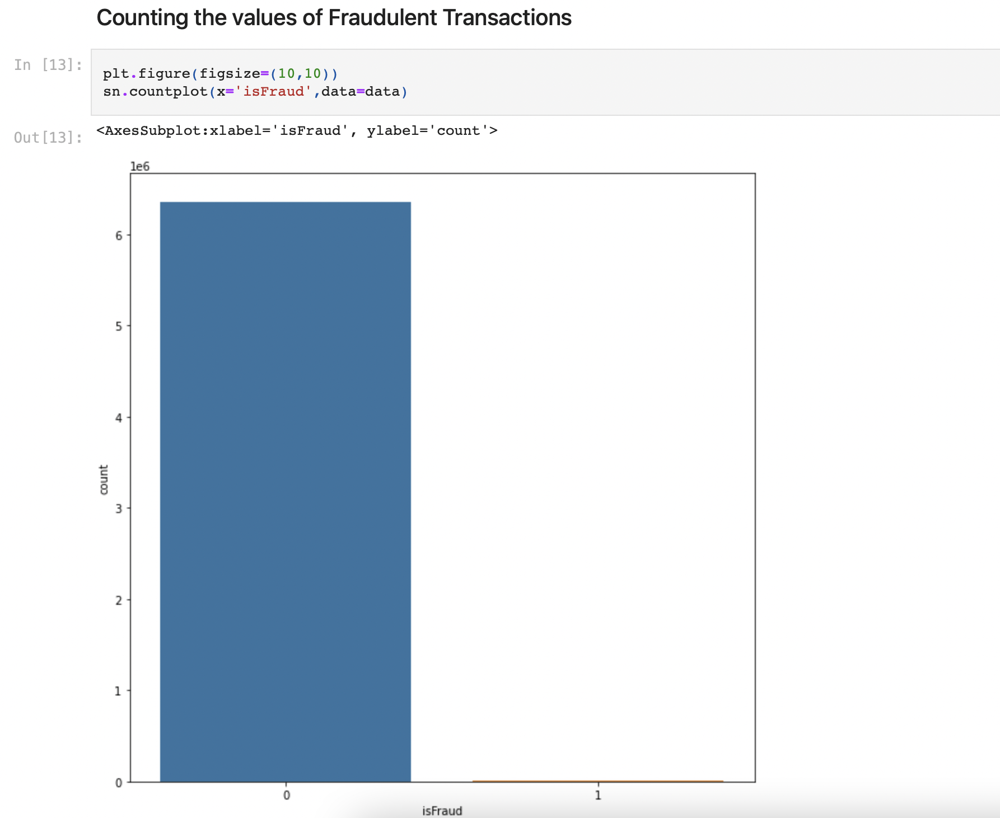 Counting the values of Fraudulent Transactions
In [13]:
plt.figure(figsize=(10,10))
sn.countplot(x='isFraud',data=data)
Out[13]:
<AxesSubplot:xlabel='isFraud', ylabel='count'>
1e6
6
5
4
3
2
1
0
count
0 1
isFraud